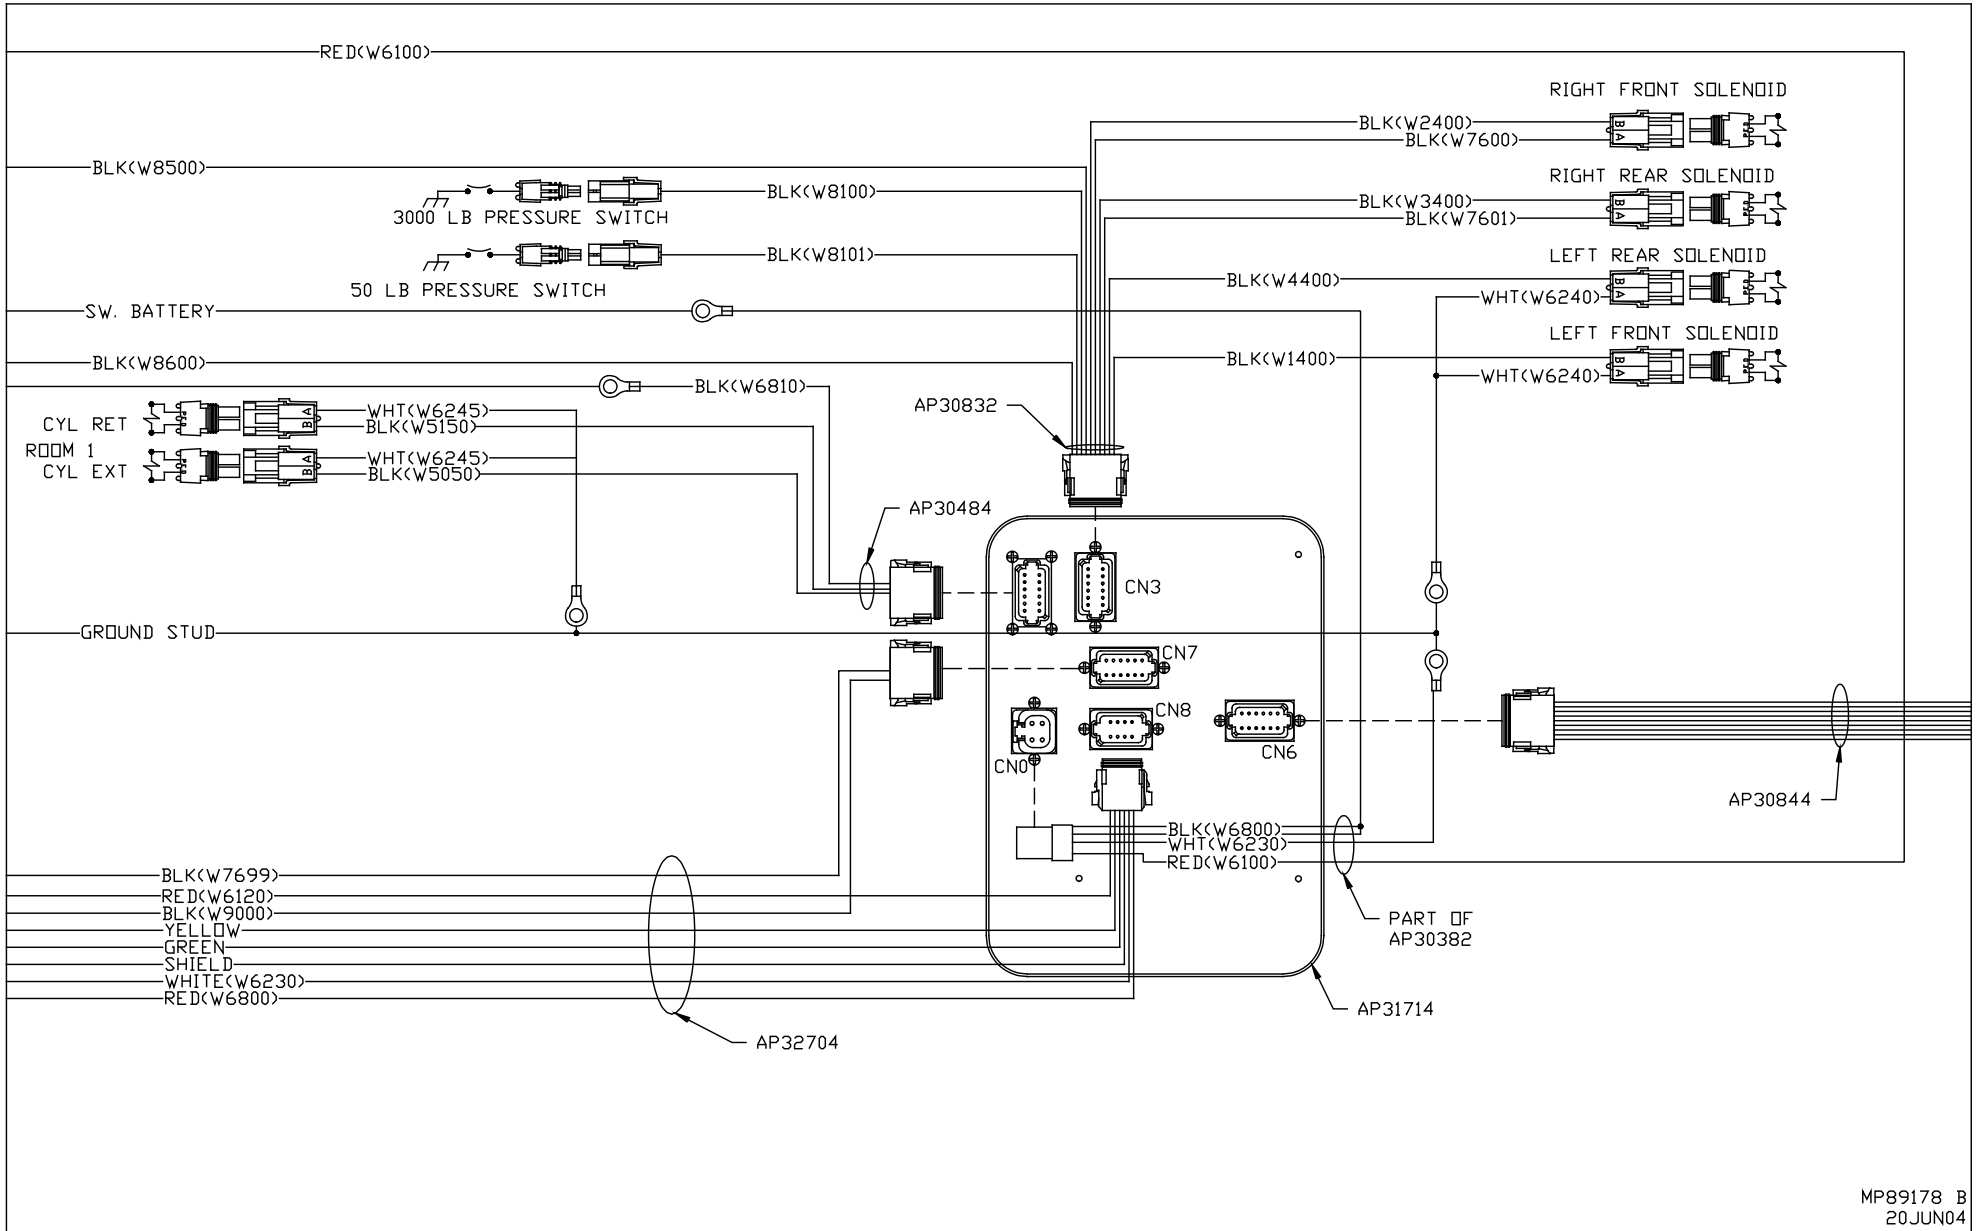 RED(W6100)
RIGHT FRONT SOLENOID
BLK(W2400)
BLK(W7600)
B
A
BLK(W8500)
RIGHT REAR SOLENOID
BLK(W8100)
BLK(W3400)
B
A
3000 LB PRESSURE SWITCH
BLK(W7601)
BLK(W8101)
LEFT REAR SOLENOID
BLK(W4400)
B
A
50 LB PRESSURE SWITCH
WHT(W6240)
SW. BATTERY
LEFT FRONT SOLENOID
BLK(W8600)
BLK(W1400)
B
A
WHT(W6240)
BLK(W6810)
AP30832
CYL RET
WHT(W6245)
BLK(W5150)
A
B
ROOM 1
CYL EXT
WHT(W6245)
BLK(W5050)
A
B
AP30484
CN3
GROUND STUD
CN7
CN8
CN6
CN0
AP30844
BLK(W6800)
WHT(W6230)
RED(W6100)
BLK(W7699)
RED(W6120)
BLK(W9000)
YELLOW
GREEN
SHIELD
WHITE(W6230)
RED(W6800)
PART OF
AP30382
AP31714
AP32704
MP89178 B
20JUN04